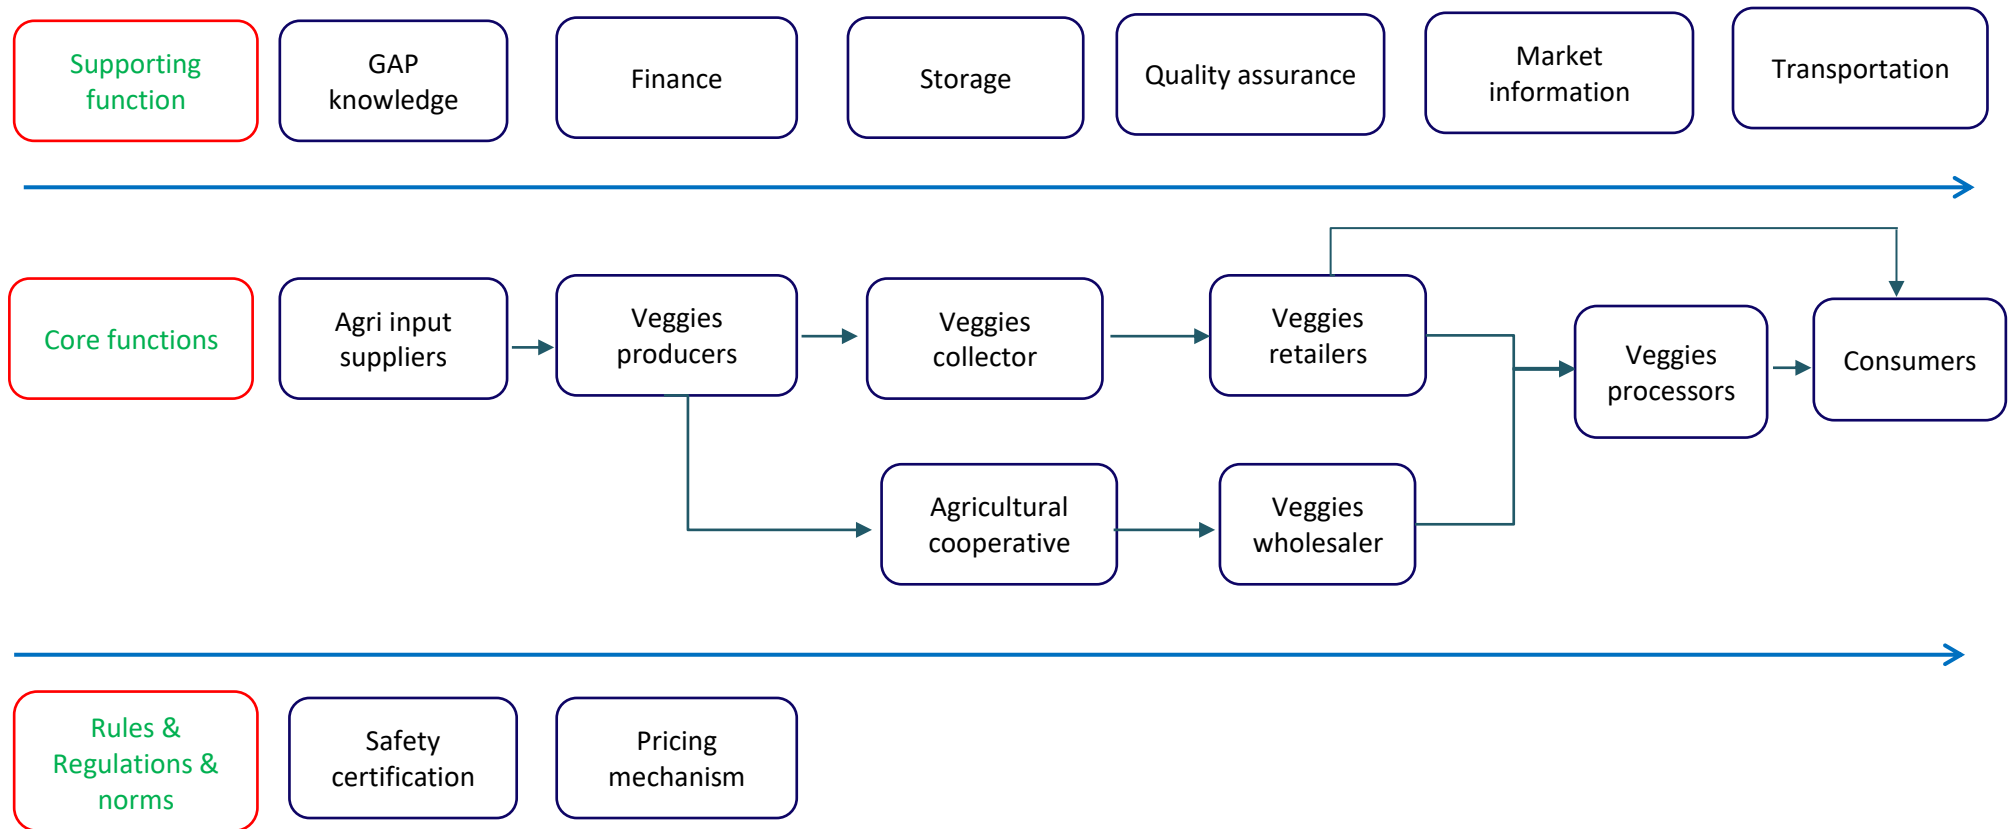 Supporting
function
GAP
knowledge
Finance
Storage
Quality assurance
Market
information
Transportation
Core functions
Agri input
suppliers
Veggies
producers
Veggies
collector
Veggies
retailers
Veggies
processors
Consumers
Agricultural
cooperative
Veggies
wholesaler
Rules &
Regulations &
norms
Safety
certification
Pricing
mechanism